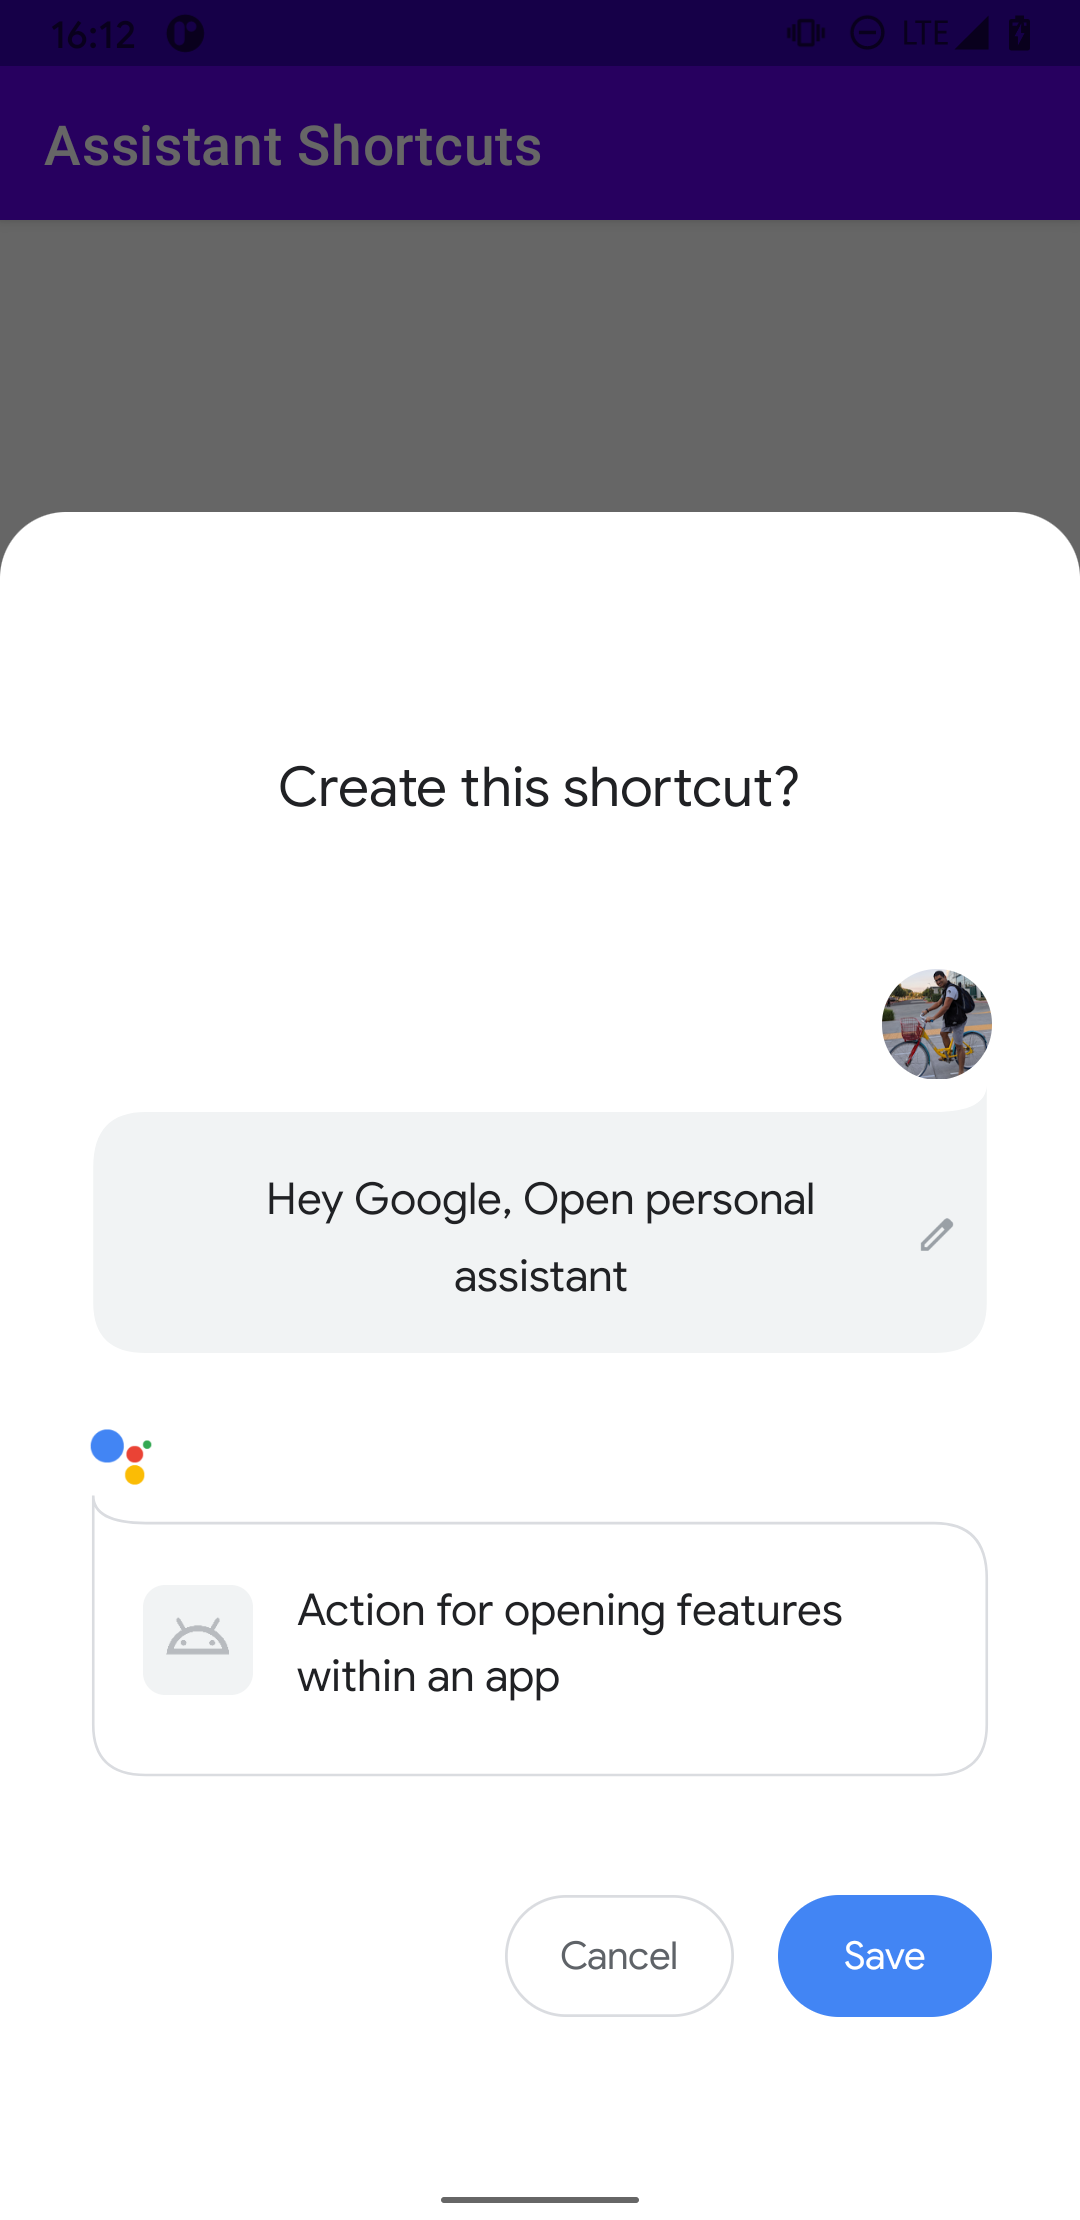 16:12
LTE
Assistant Shortcuts
Create this shortcut?
Hey Google, Open personal
assistant
Action for opening features
within an app
Cancel
Save